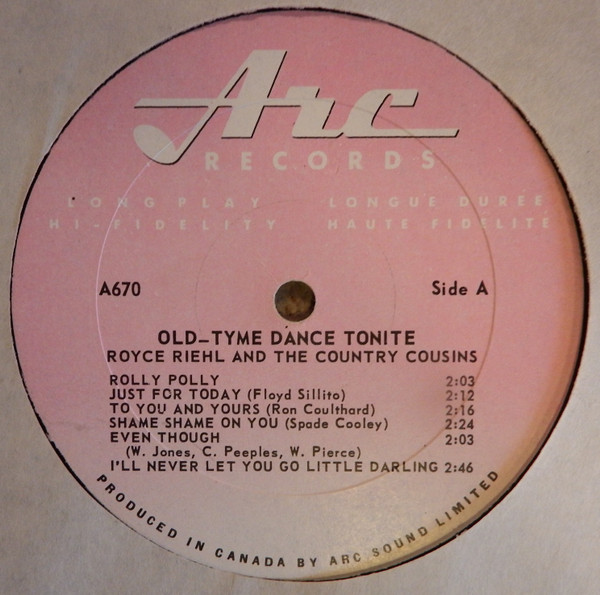 Arc
RECORDS
LONG PLAY LONGUE DUREE
HI-FIDELITY HAUTE FIDELITE
A670 Side A
OLD-TYME DANCE TONITE
ROYCE RIEHL AND THE COUNTRY COUSINS
ROLLY POLLY 2:03
JUST FOR TODAY (Floyd Sillito) 2:12
TO YOU AND YOURS (Ron Coulthard) 2:16
SHAME SHAME ON YOU (Spade Cooley) 2:24
EVEN THOUGH 2:03
(W. Jones, C. Peeples, W. Pierce)
I'LL NEVER LET YOU GO LITTLE DARLING 2:46
PRODUCED IN CANADA BY ARC SOUND LIMITED